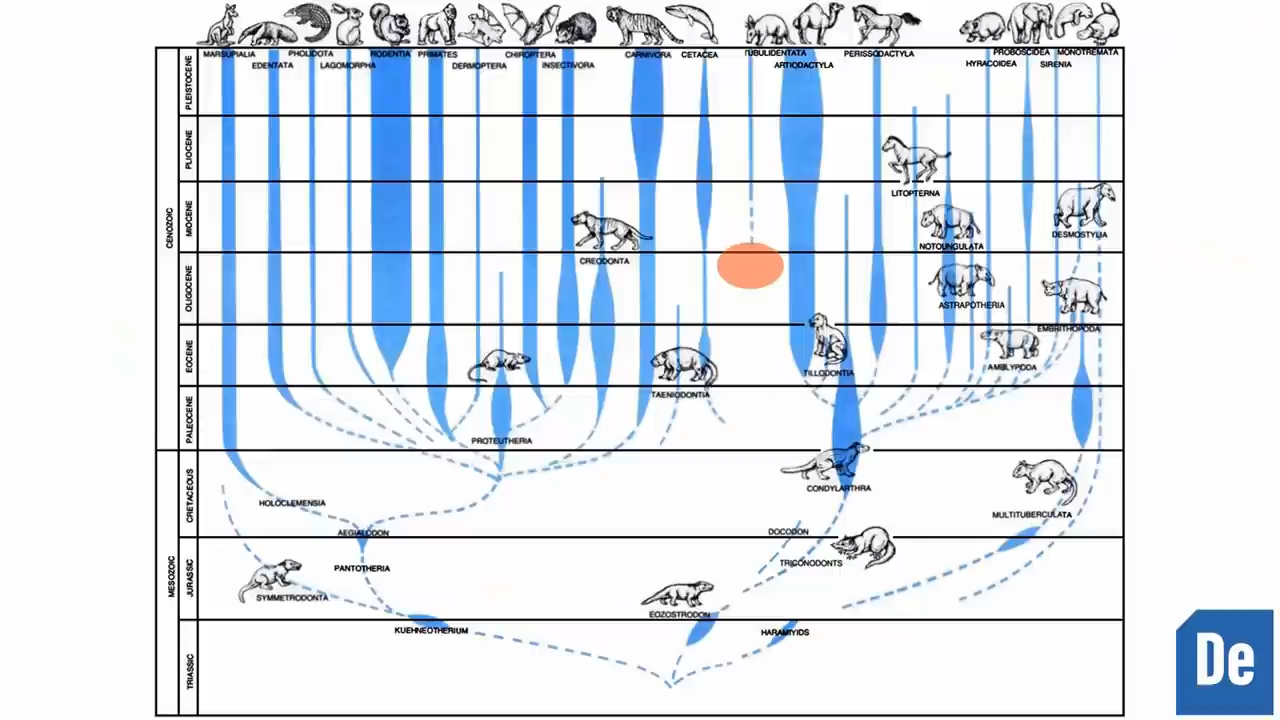 MARSUPIALIA PHOLIDOTA RODENTIA PRIMATES CHIROPTERA CARNIVORA CETACEA TUBULIDENTATA PERISSODACTYLA PROBOSCIDEA MONOTREMATA
EDENTATA LAGOMORPHA DERMOPTERA INSECTIVORA ARTIODACTYLA HYRACOIDEA SIRENIA
PLEISTOCENE
PLIOCENE
LITOPTERNA
CENOZOIC
MIOCENE
DESMOSTYLIA
NOTOUNGULATA
CREODONTA
OLIGOCENE
ASTRAPOTHERIA
EMBRITHOPODA
EOCENE
AMBLYPODA
TILLODONTIA
TAENIODONTIA
PALEOCENE
PROTEUTHERIA
CRETACEOUS
CONDYLARTHRA
HOLOCLEMENSIA
MULTITUBERCULATA
AEGIALODON
DOCODON
MESOZOIC
JURASSIC
TRICONODONTS
PANTOTHERIA
SYMMETRODONTA
EOZOSTRODON
KUEHNEOTHERIUM
HARAMIYIDS
TRIASSIC
De